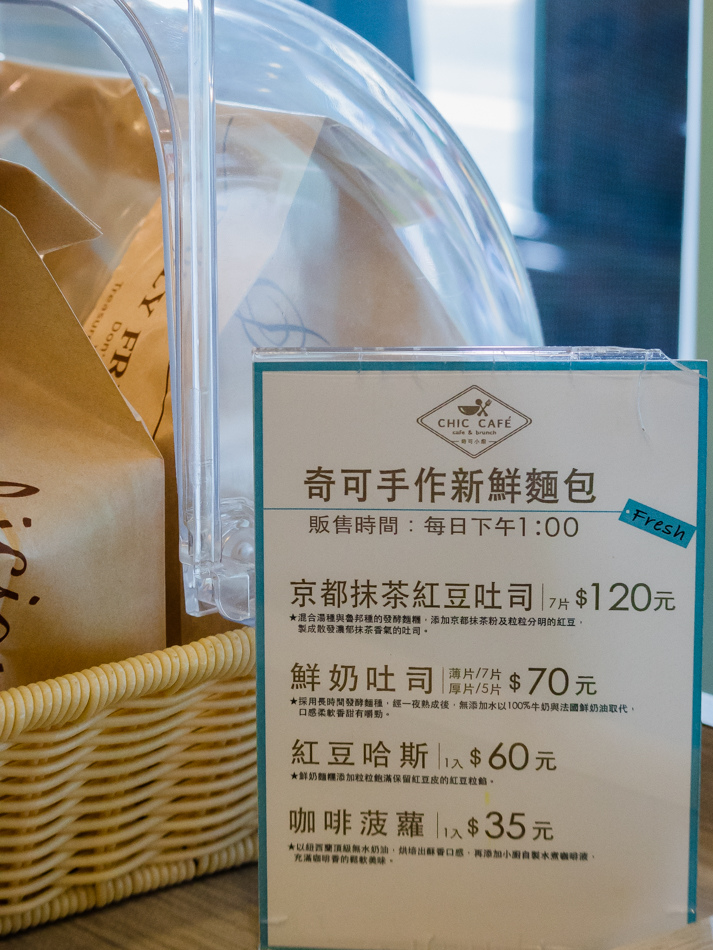 CHIC CAFÉ
cafe & brunch
奇可小廚
奇可手作新鮮麵包
販售時間：每日下午1:00
Fresh
京都抹茶紅豆吐司 7片 $120元
★混合湯種與魯邦種的發酵麵糰，添加京都抹茶粉及粒粒分明的紅豆，
製成散發濃郁抹茶香氣的吐司。
鮮奶吐司 薄片/7片 厚片/5片 $70元
★採用長時間發酵麵種，經一夜熟成後，無添加水以100%牛奶與法國鮮奶油取代，
口感柔軟香甜有嚼勁。
紅豆哈斯 1入 $60元
★鮮奶麵糰添加粒粒飽滿保留紅豆皮的紅豆粒餡。
咖啡菠蘿 1入 $35元
★以紐西蘭頂級無水奶油，烘培出酥香口感，再添加小廚自製水煮咖啡液，
充滿咖啡香的鬆軟美味。
LY FR
Treasur
Don